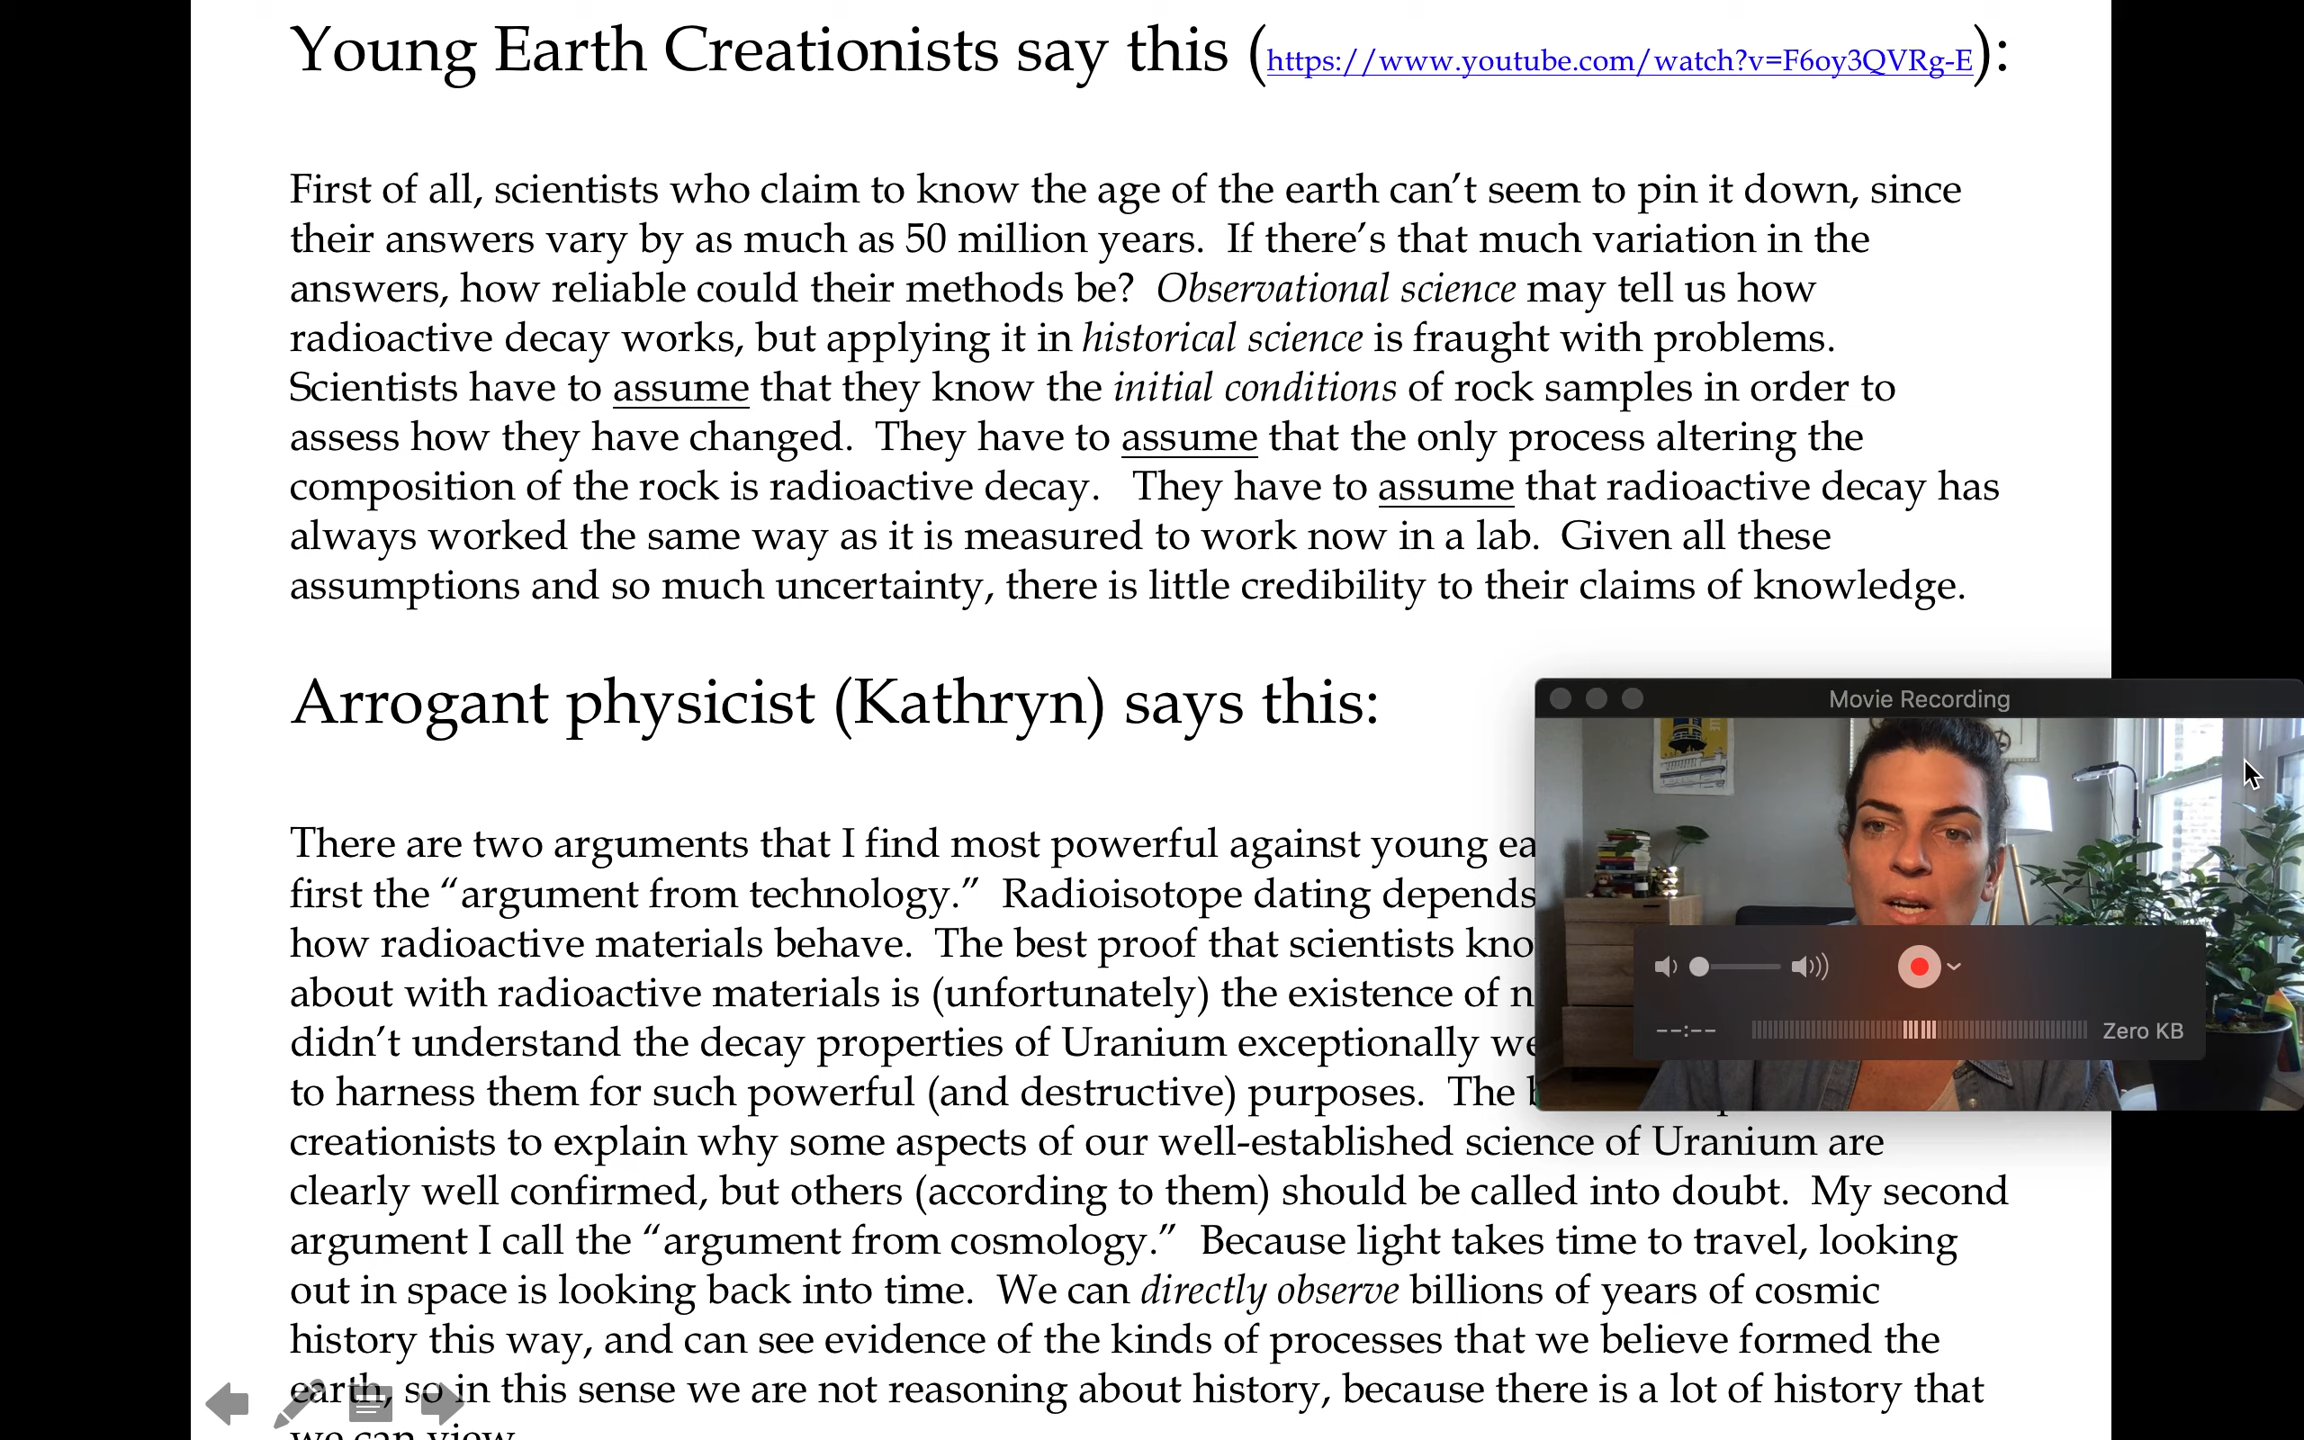 Young Earth Creationists say this (https://www.youtube.com/watch?v=F6oy3QVRg-E):
First of all, scientists who claim to know the age of the earth can’t seem to pin it down, since
their answers vary by as much as 50 million years.  If there’s that much variation in the
answers, how reliable could their methods be?  Observational science may tell us how
radioactive decay works, but applying it in historical science is fraught with problems.
Scientists have to assume that they know the initial conditions of rock samples in order to
assess how they have changed.  They have to assume that the only process altering the
composition of the rock is radioactive decay.   They have to assume that radioactive decay has
always worked the same way as it is measured to work now in a lab.  Given all these
assumptions and so much uncertainty, there is little credibility to their claims of knowledge.
Arrogant physicist (Kathryn) says this:
There are two arguments that I find most powerful against young
first the “argument from technology.”  Radioisotope dating depends
how radioactive materials behave.  The best proof that scientists
about with radioactive materials is (unfortunately) the existence of
didn’t understand the decay properties of Uranium exceptionally
to harness them for such powerful (and destructive) purposes.  The
creationists to explain why some aspects of our well-established science of Uranium are
clearly well confirmed, but others (according to them) should be called into doubt.  My second
argument I call the “argument from cosmology.”  Because light takes time to travel, looking
out in space is looking back into time.  We can directly observe billions of years of cosmic
history this way, and can see evidence of the kinds of processes that we believe formed the
earth, so in this sense we are not reasoning about history, because there is a lot of history that
we can view
Movie Recording
--:--
Zero KB